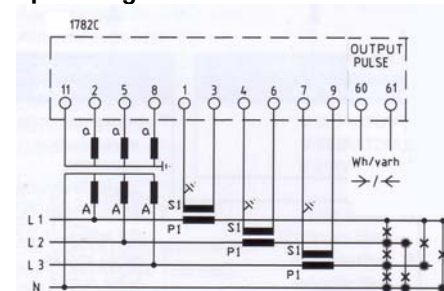 1782C
OUTPUT
PULSE
11 2 5 8 1 3 4 6 7 9 60 61
a a a
Wh/varh
A A A
S1
L1
P1
S1
L2
P1
S1
L3
P1
N